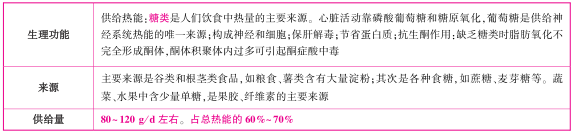 生理功能
供给热能;糖类是人们饮食中热量的主要来源。心脏活动靠磷酸葡萄糖和糖原氧化,葡萄糖是供给神
经系统热能的唯一来源;构成神经和细胞;保肝解毒;节省蛋白质;抗生酮作用;缺乏糖类时脂肪氧化不
完全形成酮体,酮体积聚体内过多可引起酮症酸中毒
来源
主要来源是谷类和根茎类食品,如粮食、薯类含有大量淀粉;其次是各种食糖,如蔗糖、麦芽糖等。蔬
菜、水果中含少量单糖,是果胶、纤维素的主要来源
供给量
80~120 g/d 左右。占总热能的 60%~70%